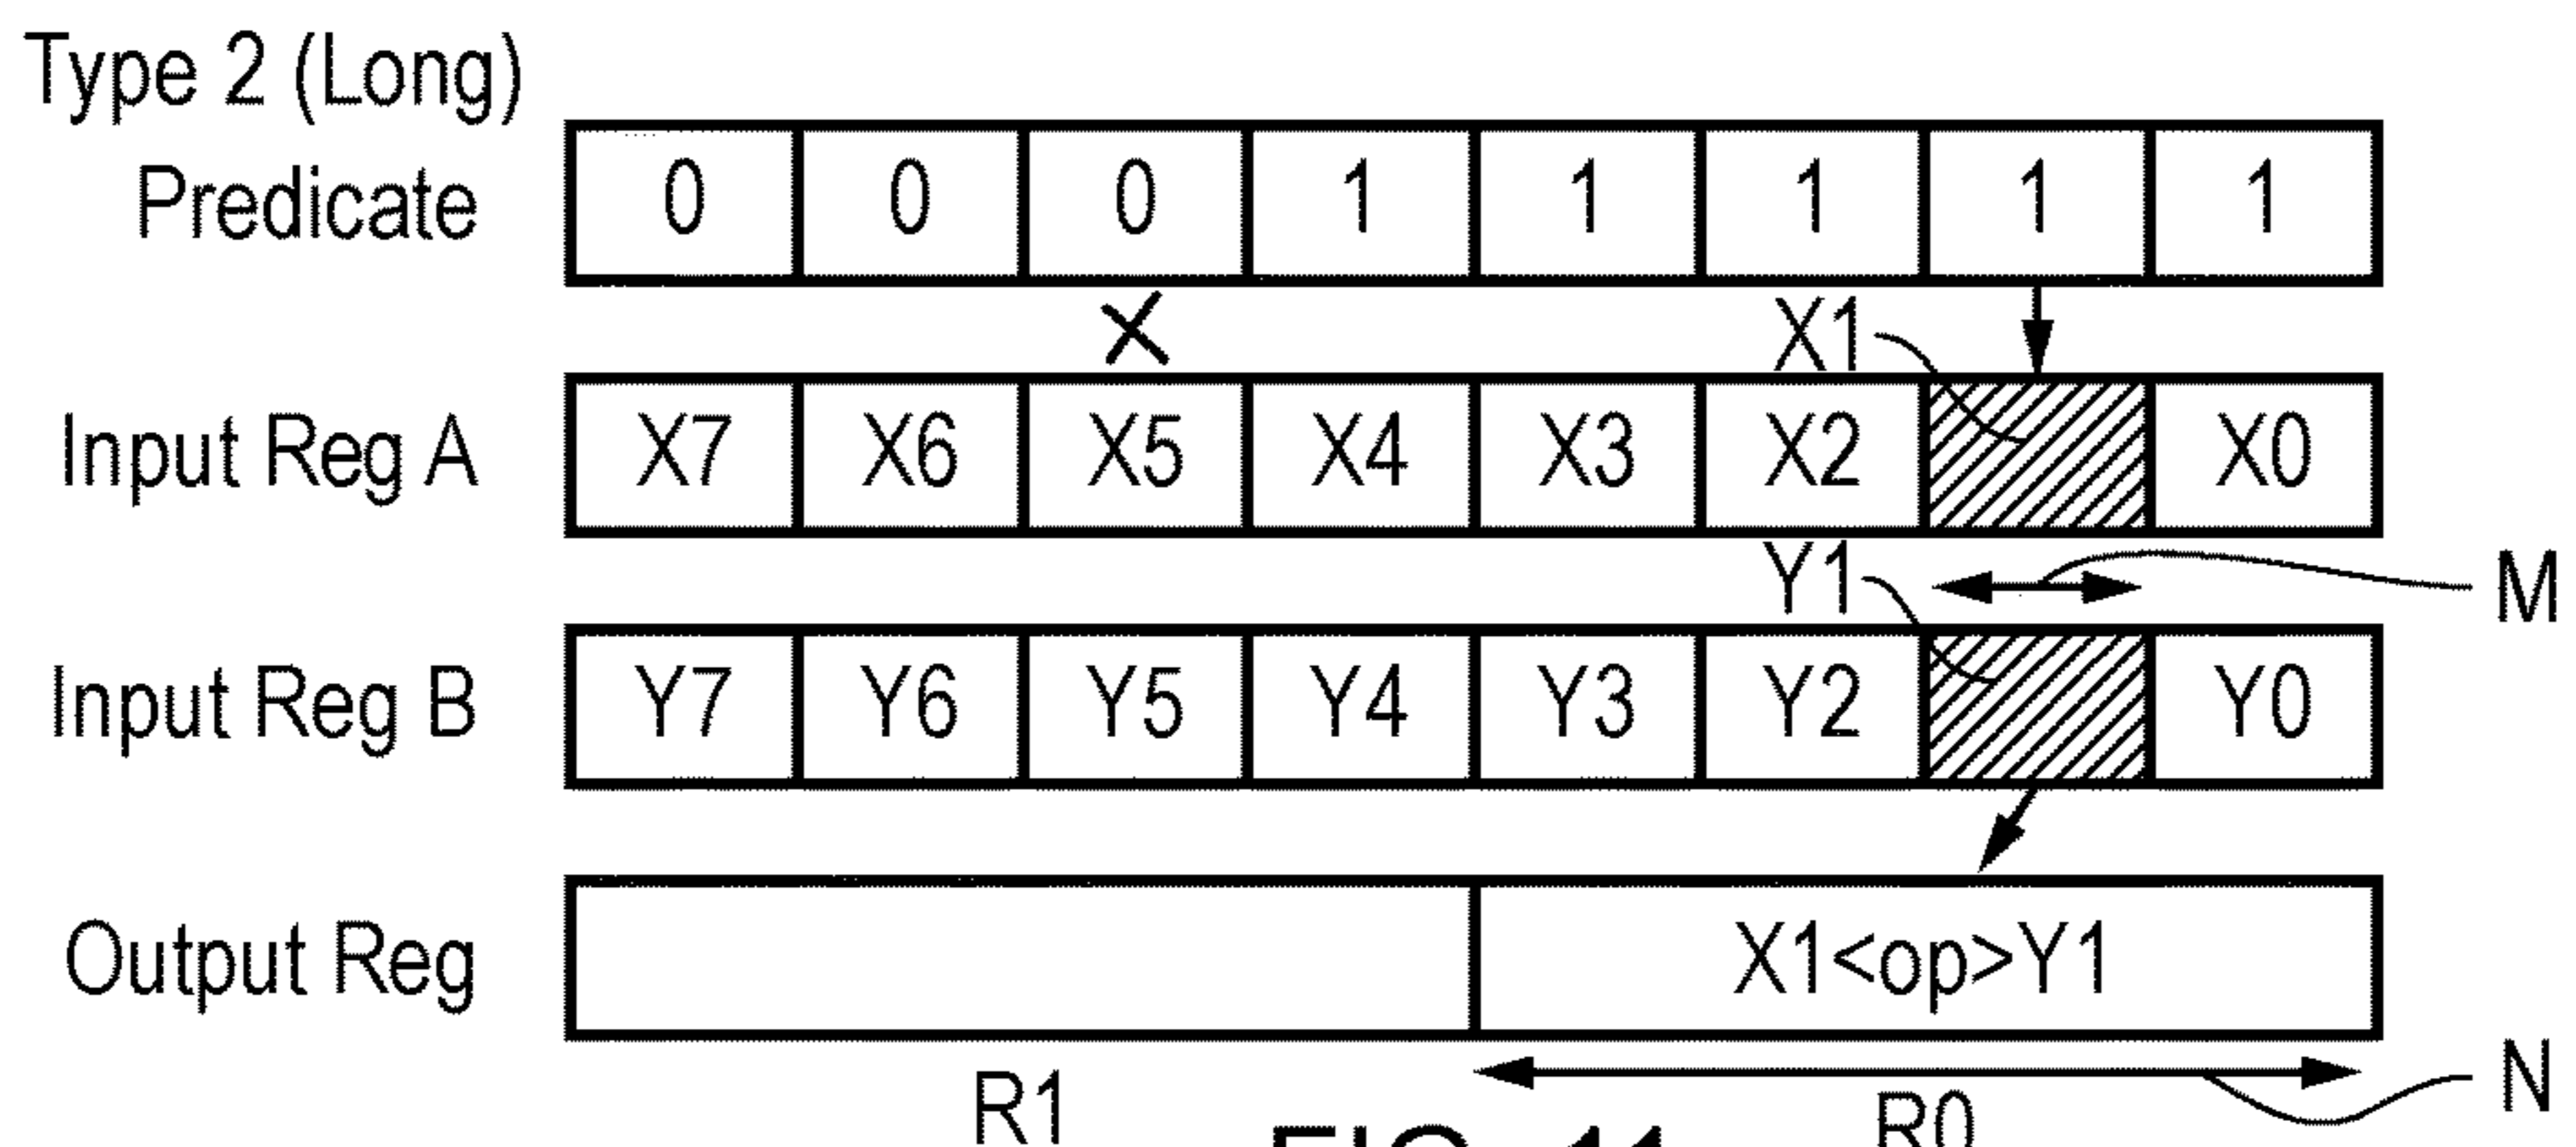 Type 2 (Long)
Predicate 0 0 0 1 1 1 1 1
X1
Input Reg A X7 X6 X5 X4 X3 X2 X0
Y1 M
Input Reg B Y7 Y6 Y5 Y4 Y3 Y2 Y0
Output Reg X1<op>Y1
R1 R0 N
FIG. 11